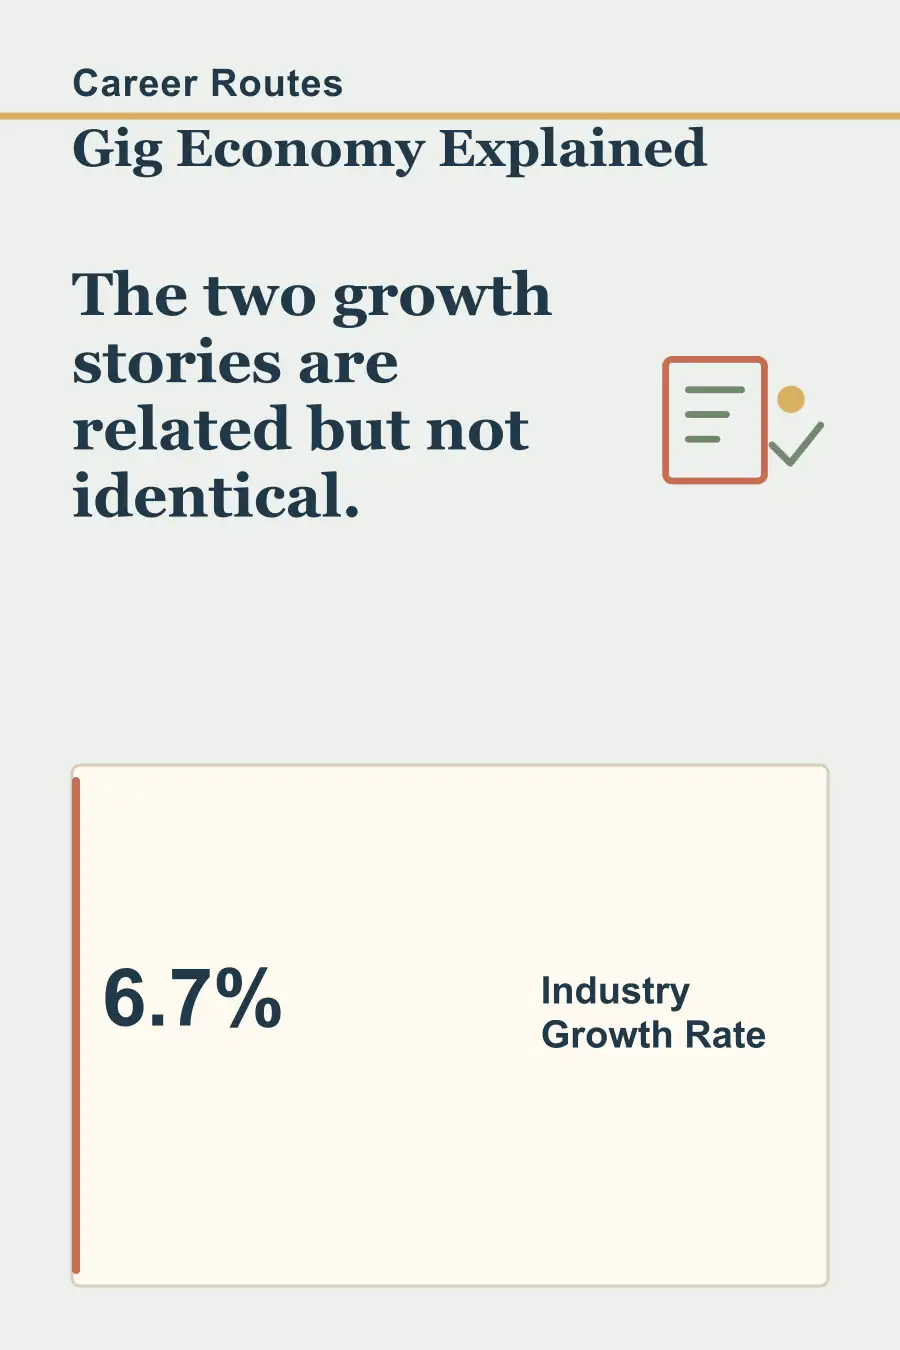 Career Routes
Gig Economy Explained
The two growth
stories are
related but not
identical.
6.7%
Industry
Growth Rate